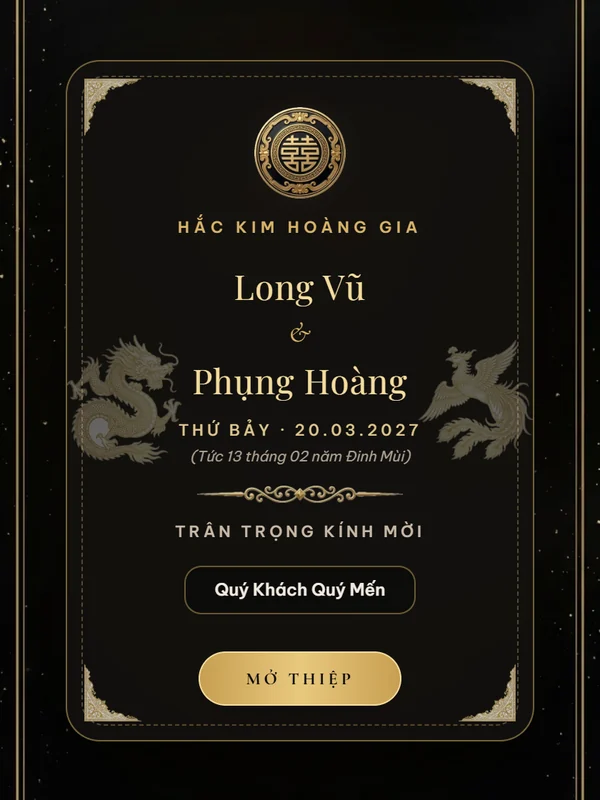 囍
HẮC KIM HOÀNG GIA
Long Vũ
&
Phụng Hoàng
THỨ BẢY · 20.03.2027
(Tức 13 tháng 02 năm Đinh Mùi)
TRÂN TRỌNG KÍNH MỜI
Quý Khách Quý Mến
MỞ THIỆP